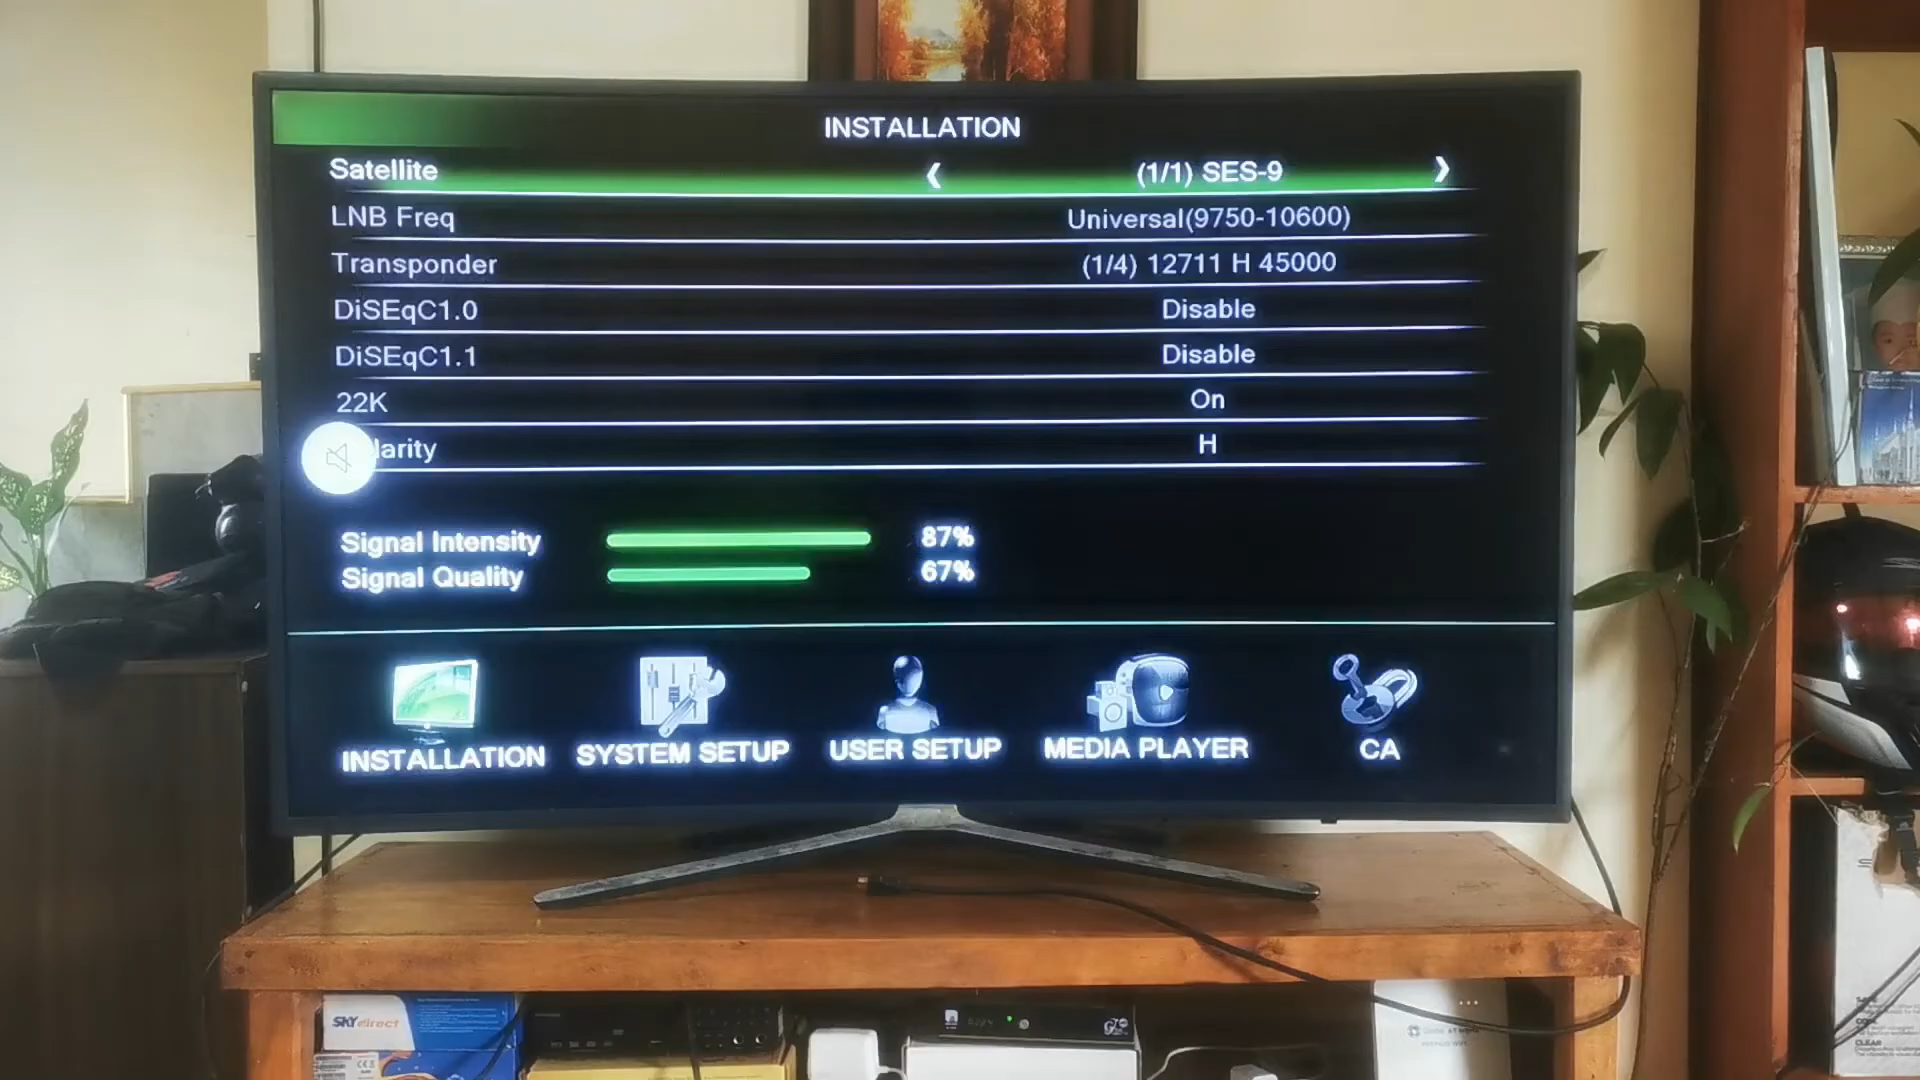 INSTALLATION
Satellite (1/1) SES-9
LNB Freq Universal(9750-10600)
Transponder (1/4) 12711 H 45000
DiSEqC1.0 Disable
DiSEqC1.1 Disable
22K On
larity H
Signal Intensity 87%
Signal Quality 67%
INSTALLATION SYSTEM SETUP USER SETUP MEDIA PLAYER CA
SKYdirect
CLEAR